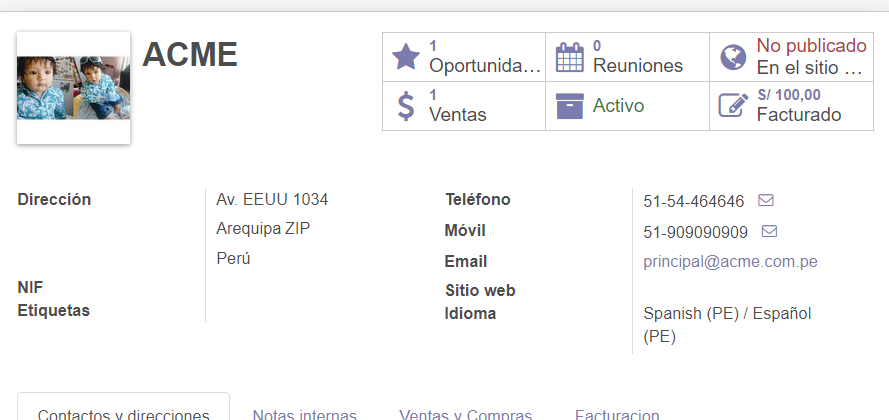 ACME
1
Oportunida...
0
Reuniones
No publicado
En el sitio ...
1
Ventas
Activo
S/ 100,00
Facturado
Dirección
Av. EEUU 1034
Arequipa ZIP
Perú
NIF
Etiquetas
Teléfono
51-54-464646
Móvil
51-909090909
Email
principal@acme.com.pe
Sitio web
Idioma
Spanish (PE) / Español
(PE)
Contactos y direcciones
Notas internas
Ventas y Compras
Facturacion